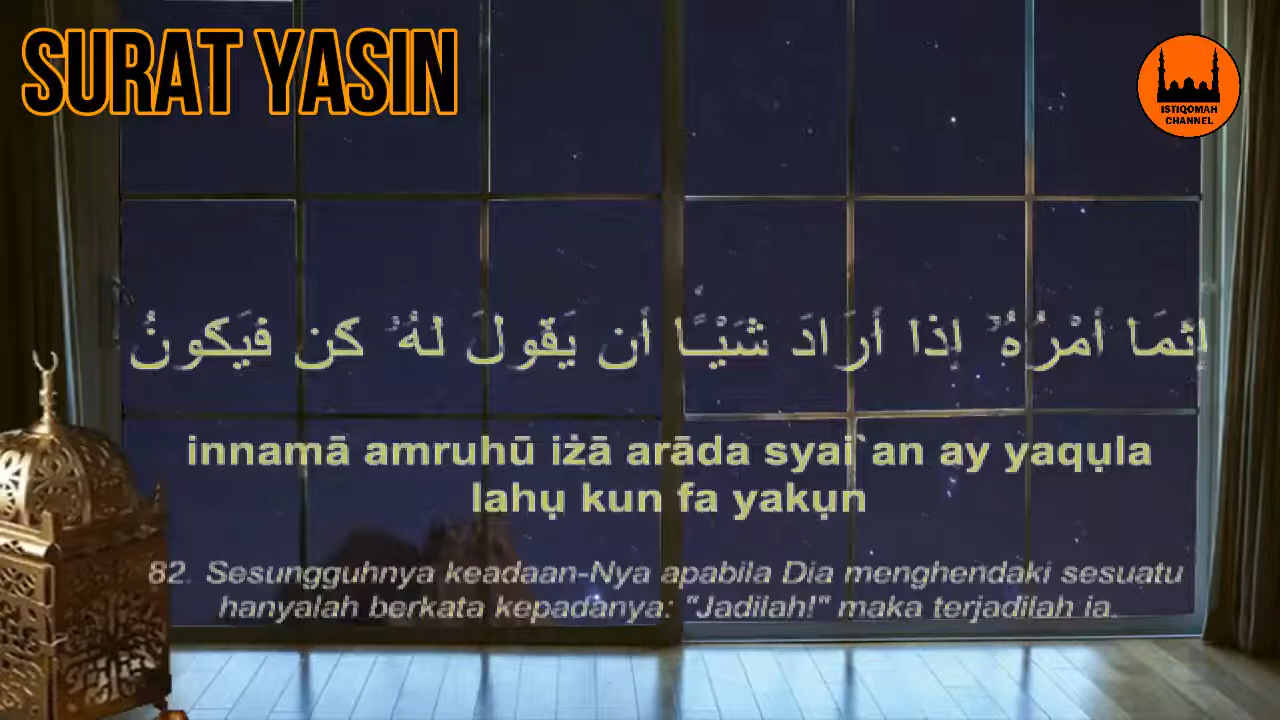 SURAT YASIN
ISTIQOMAH
CHANNEL
إِنَّمَا أَمْرُهُۥٓ إِذَا أَرَادَ شَيْـًٔا أَن يَقُولَ لَهُۥ كُن فَيَكُونُ
innamā amruhū iżā arāda syai`an ay yaqụla
lahụ kun fa yakụn
82. Sesungguhnya keadaan-Nya apabila Dia menghendaki sesuatu
hanyalah berkata kepadanya: "Jadilah!" maka terjadilah ia.